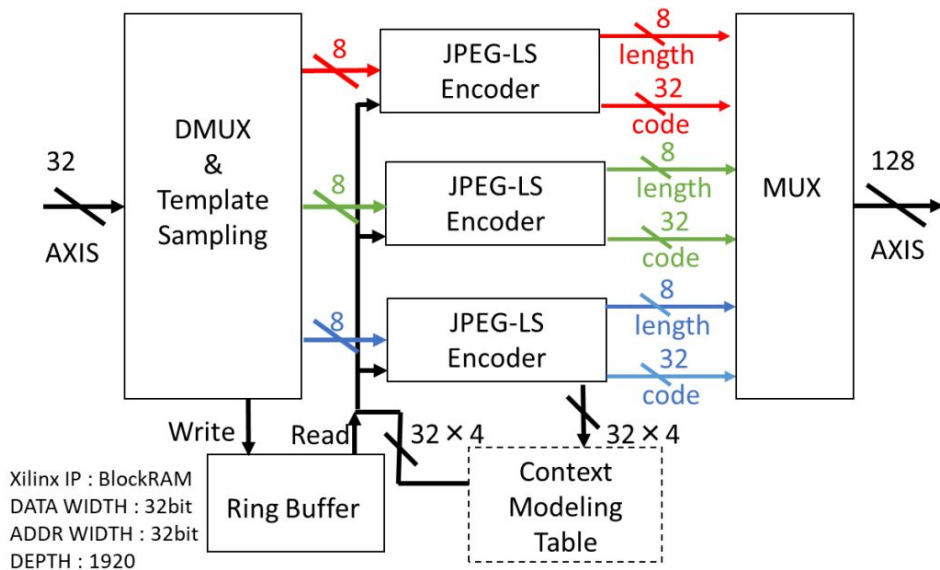 32
AXIS
DMUX
&
Template
Sampling
8
8
8
JPEG-LS
Encoder
JPEG-LS
Encoder
JPEG-LS
Encoder
8
length
32
code
8
length
32
code
8
length
32
code
MUX
128
AXIS
Write
Read
32×4
32×4
Ring Buffer
Context
Modeling
Table
Xilinx IP : BlockRAM
DATA WIDTH : 32bit
ADDR WIDTH : 32bit
DEPTH : 1920